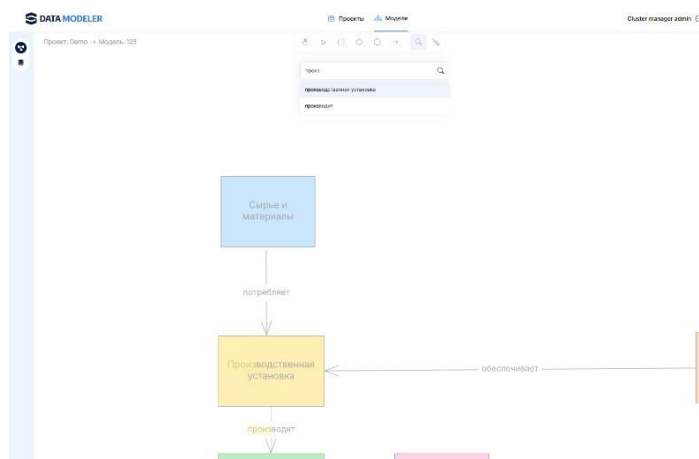 DATA MODELER
Проекты
Модели
Cluster manager admin
Проект: Demo → Модель: 123
произ
производственная установка
производит
Сырье и
материалы
потребляет
Производственная
установка
обеспечивает
производит